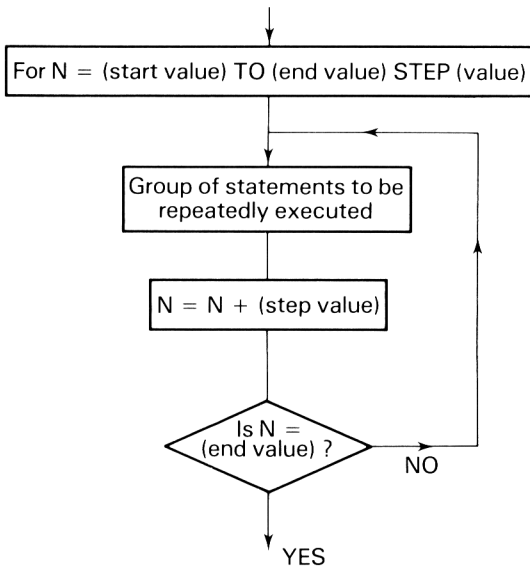 For N = (start value) TO (end value) STEP (value)
Group of statements to be
repeatedly executed
N = N + (step value)
Is N =
(end value) ?
NO
YES